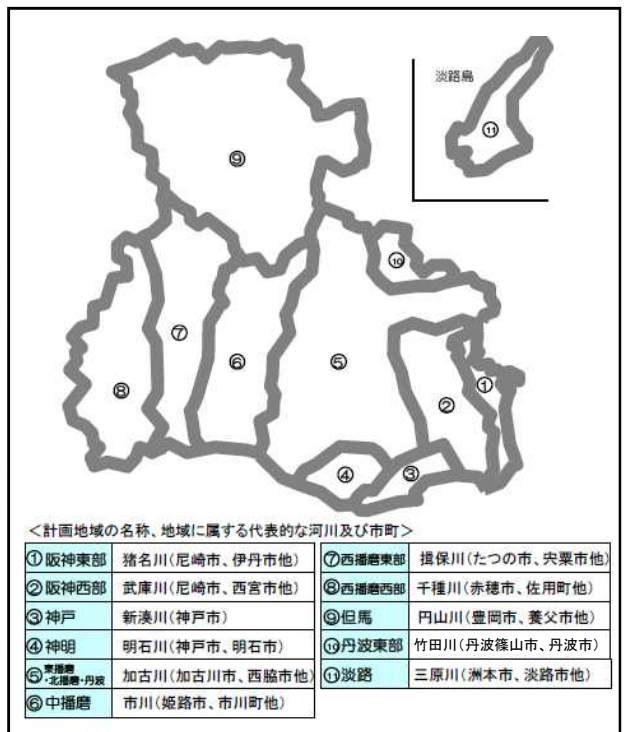 淡路島
⑪
⑨
⑩
⑦
⑥
⑤
①
⑧
②
④
③
<計画地域の名称、地域に属する代表的な河川及び市町>
①阪神東部 猪名川(尼崎市、伊丹市他)
②阪神西部 武庫川(尼崎市、西宮市他)
③神戸 新湊川(神戸市)
④神明 明石川(神戸市、明石市)
⑤東播磨・北播磨・丹波 加古川(加古川市、西脇市他)
⑥中播磨 市川(姫路市、市川町他)
⑦西播磨東部 揖保川(たつの市、宍粟市他)
⑧西播磨西部 千種川(赤穂市、佐用町他)
⑨但馬 円山川(豊岡市、養父市他)
⑩丹波東部 竹田川(丹波篠山市、丹波市)
⑪淡路 三原川(洲本市、淡路市他)